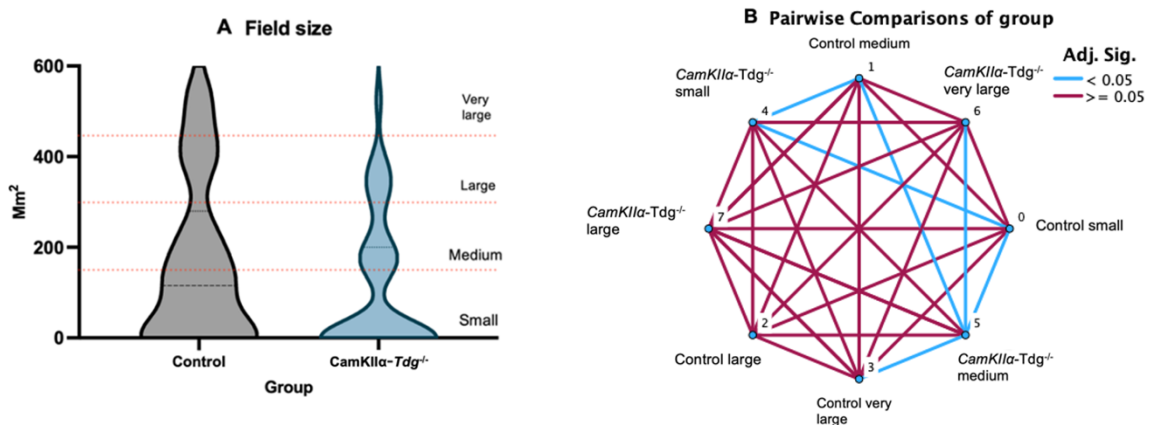 A Field size
600
400
200
0
Mm²
Very
large
Large
Medium
Small
Control
CamKIIα-Tdg-/-
Group
B Pairwise Comparisons of group
Control medium
1
CamKIIα-Tdg-/-
very large
6
Adj. Sig.
< 0.05
>= 0.05
CamKIIα-Tdg-/-
small
4
CamKIIα-Tdg-/-
large
7
0
Control small
2
Control large
5
CamKIIα-Tdg-/-
medium
3
Control very
large